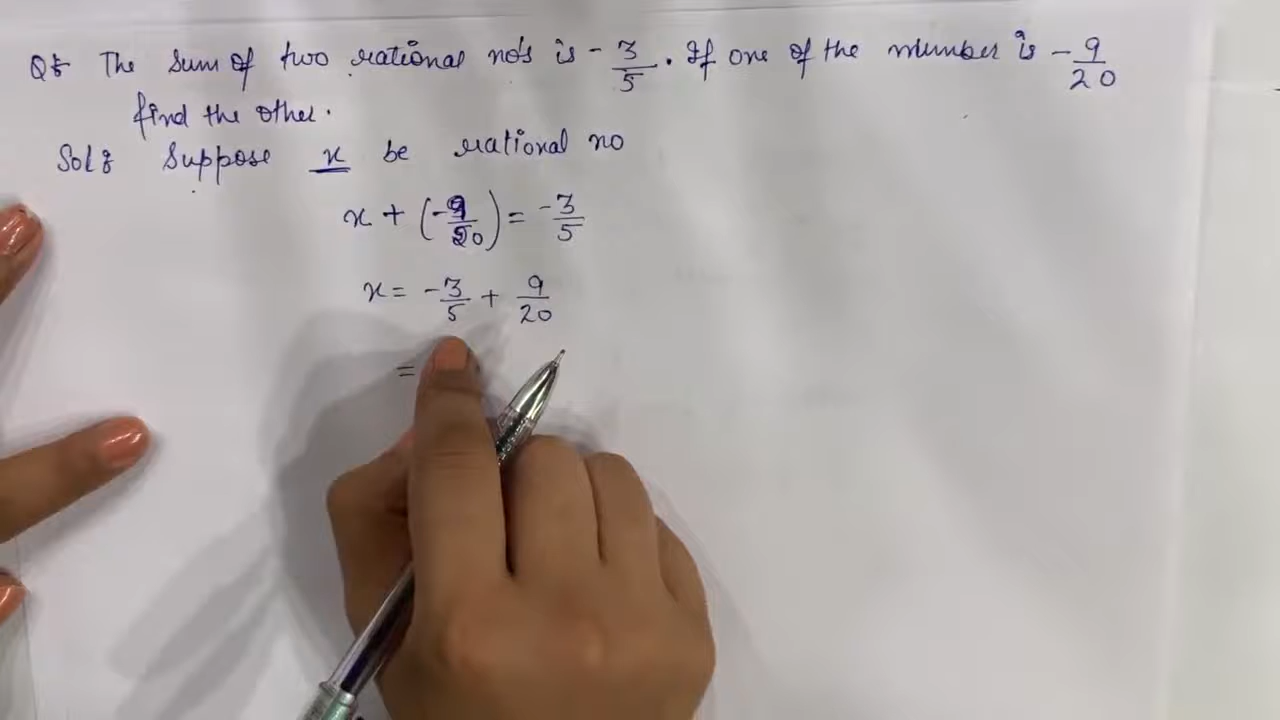 Q: The Sum of two rational no's is -3/5. If one of the number is -9/20
find the other.
Sol: Suppose x be rational no
x + (-9/20) = -3/5
x = -3/5 + 9/20
=